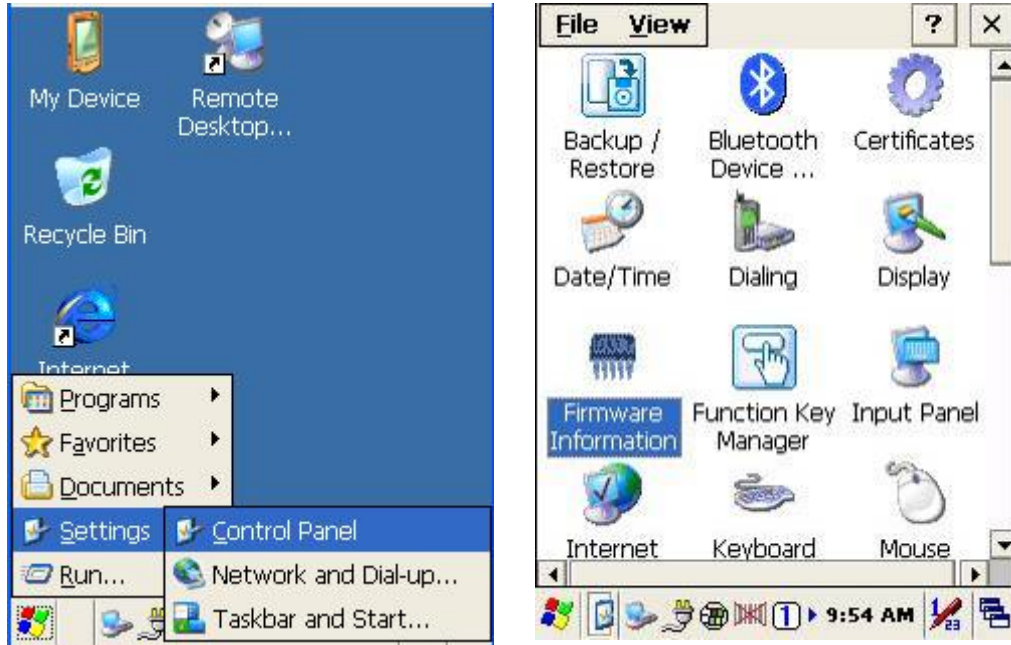 My Device
Remote
Desktop...
Recycle Bin
Internet
Programs
Favorites
Documents
Settings
Run...
Control Panel
Network and Dial-up...
Taskbar and Start...
File View ? ×
Backup /
Restore
Bluetooth
Device ...
Certificates
Date/Time
Dialing
Display
Firmware
Information
Function Key
Manager
Input Panel
Internet
Keyboard
Mouse
1 9:54 AM